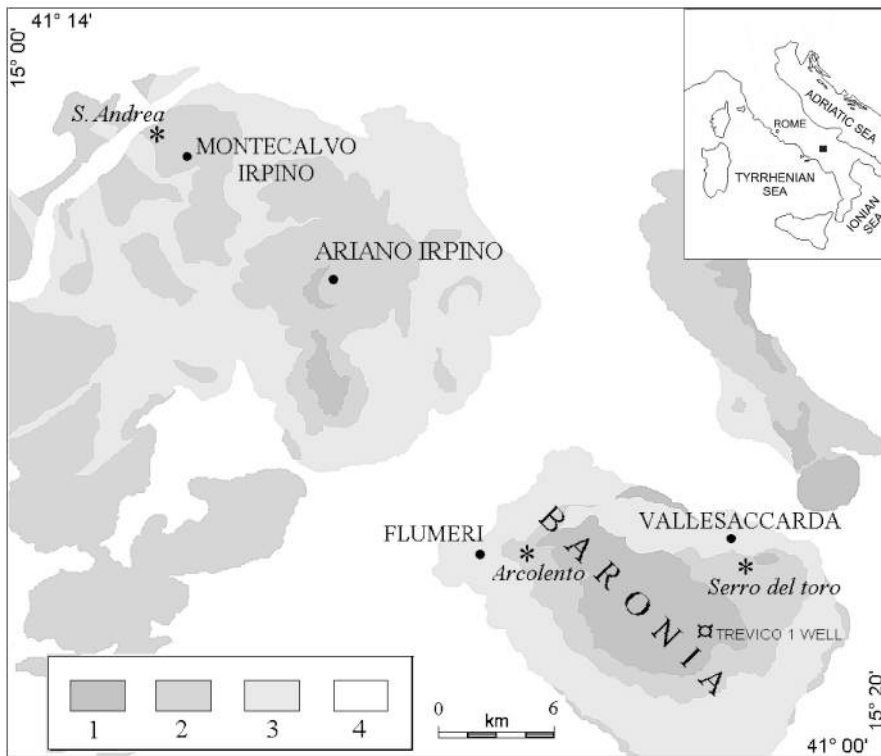 41° 14'
15° 00'
S. Andrea
*
MONTECALVO
IRPINO
ARIANO IRPINO
ROME
ADRIATIC SEA
TYRRHENIAN
SEA
IONIAN
SEA
FLUMERI
*
Arcolento
BARONIA
VALLESACCARDA
*
Serro del toro
TREVICO 1 WELL
1 2 3 4
0 6
km
15° 20'
41° 00'